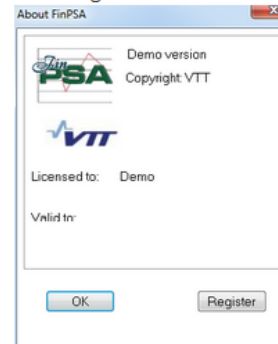 About FinPSA
Fin
PSA
Demo version
Copyright VTT
VTT
Licensed to: Demo
Valid to:
OK
Register